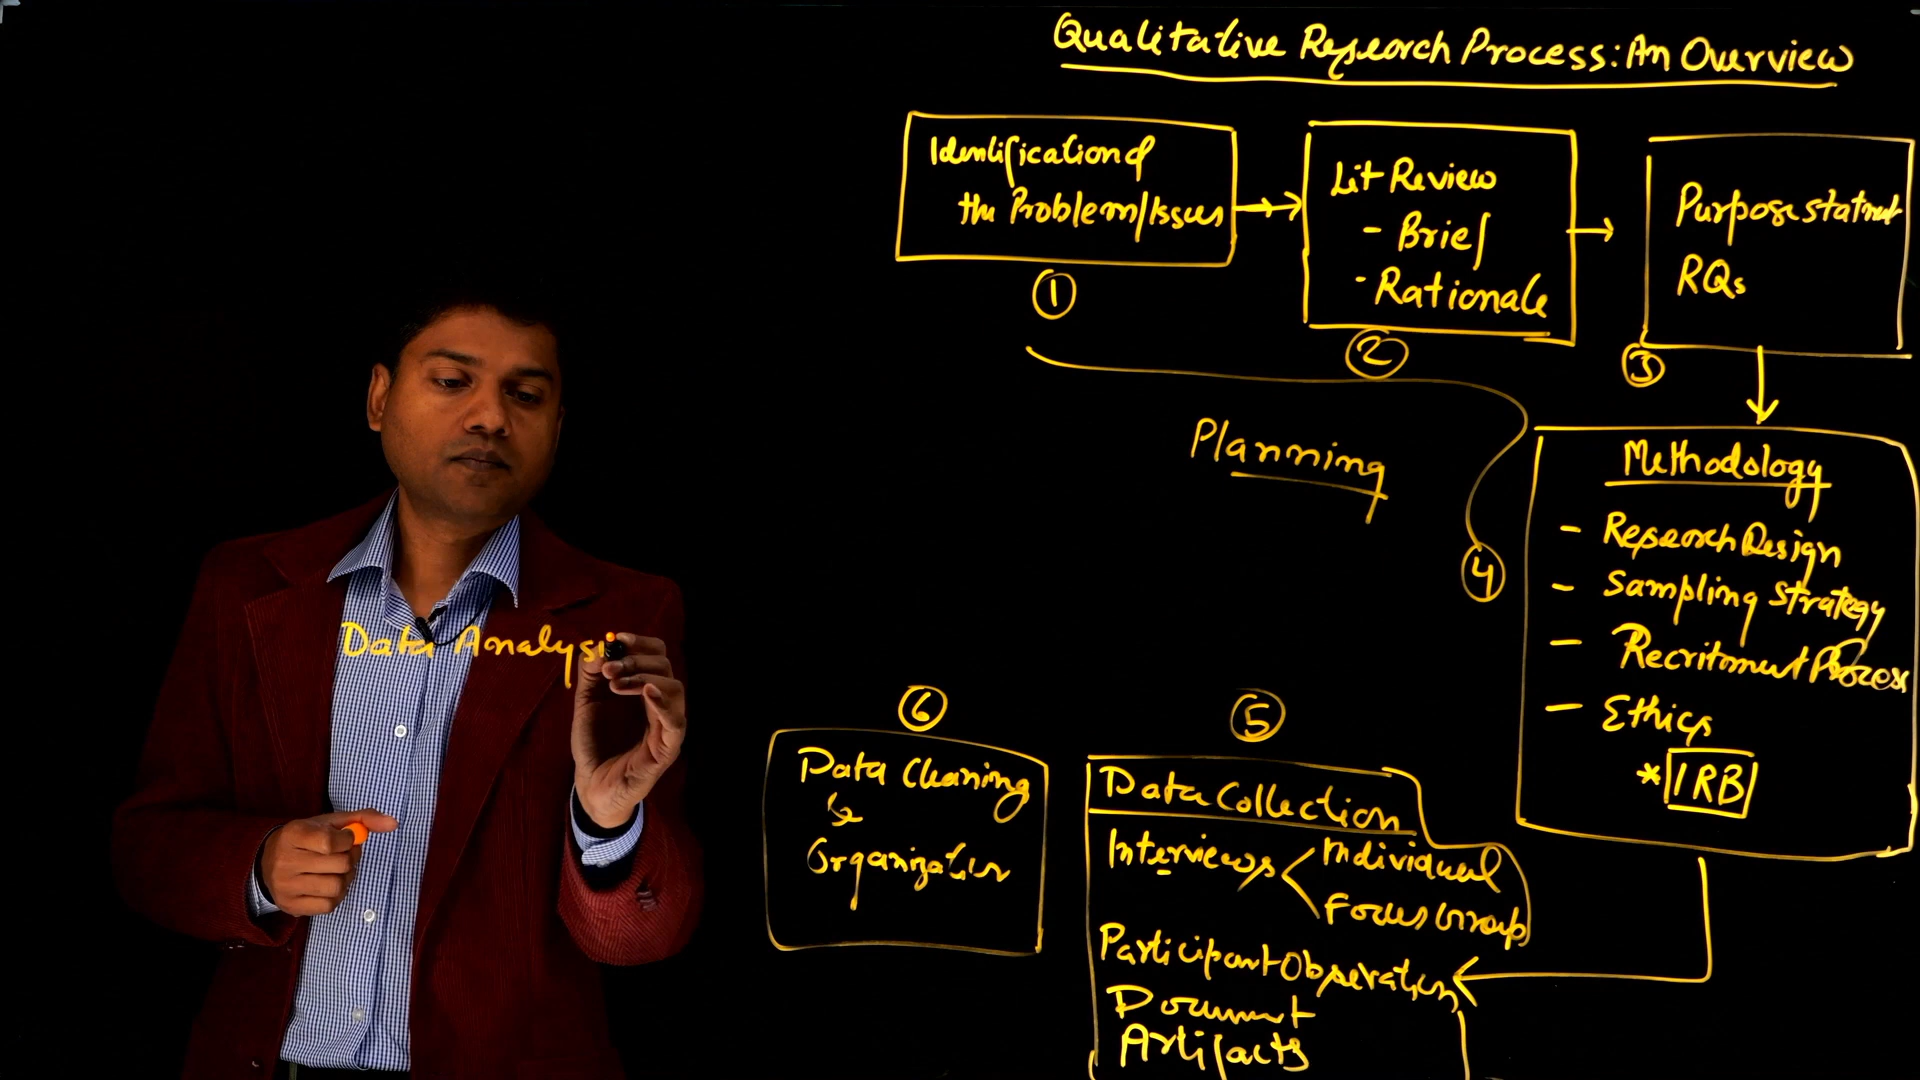 Qualitative Research Process: An Overview
Identification of
the Problem/Issues
①
Lit Review
- Brief
- Rationale
②
Purpose statmnt
RQs
③
Planning
④
Methodology
- Research Design
- Sampling Strategy
- Recritment Process
- Ethics
* IRB
⑤
Data Collection
Interviews < Individual
Focus Group
Participant Observation
Document
Artifacts
⑥
Data Cleaning
&
Organization
Data Analysi